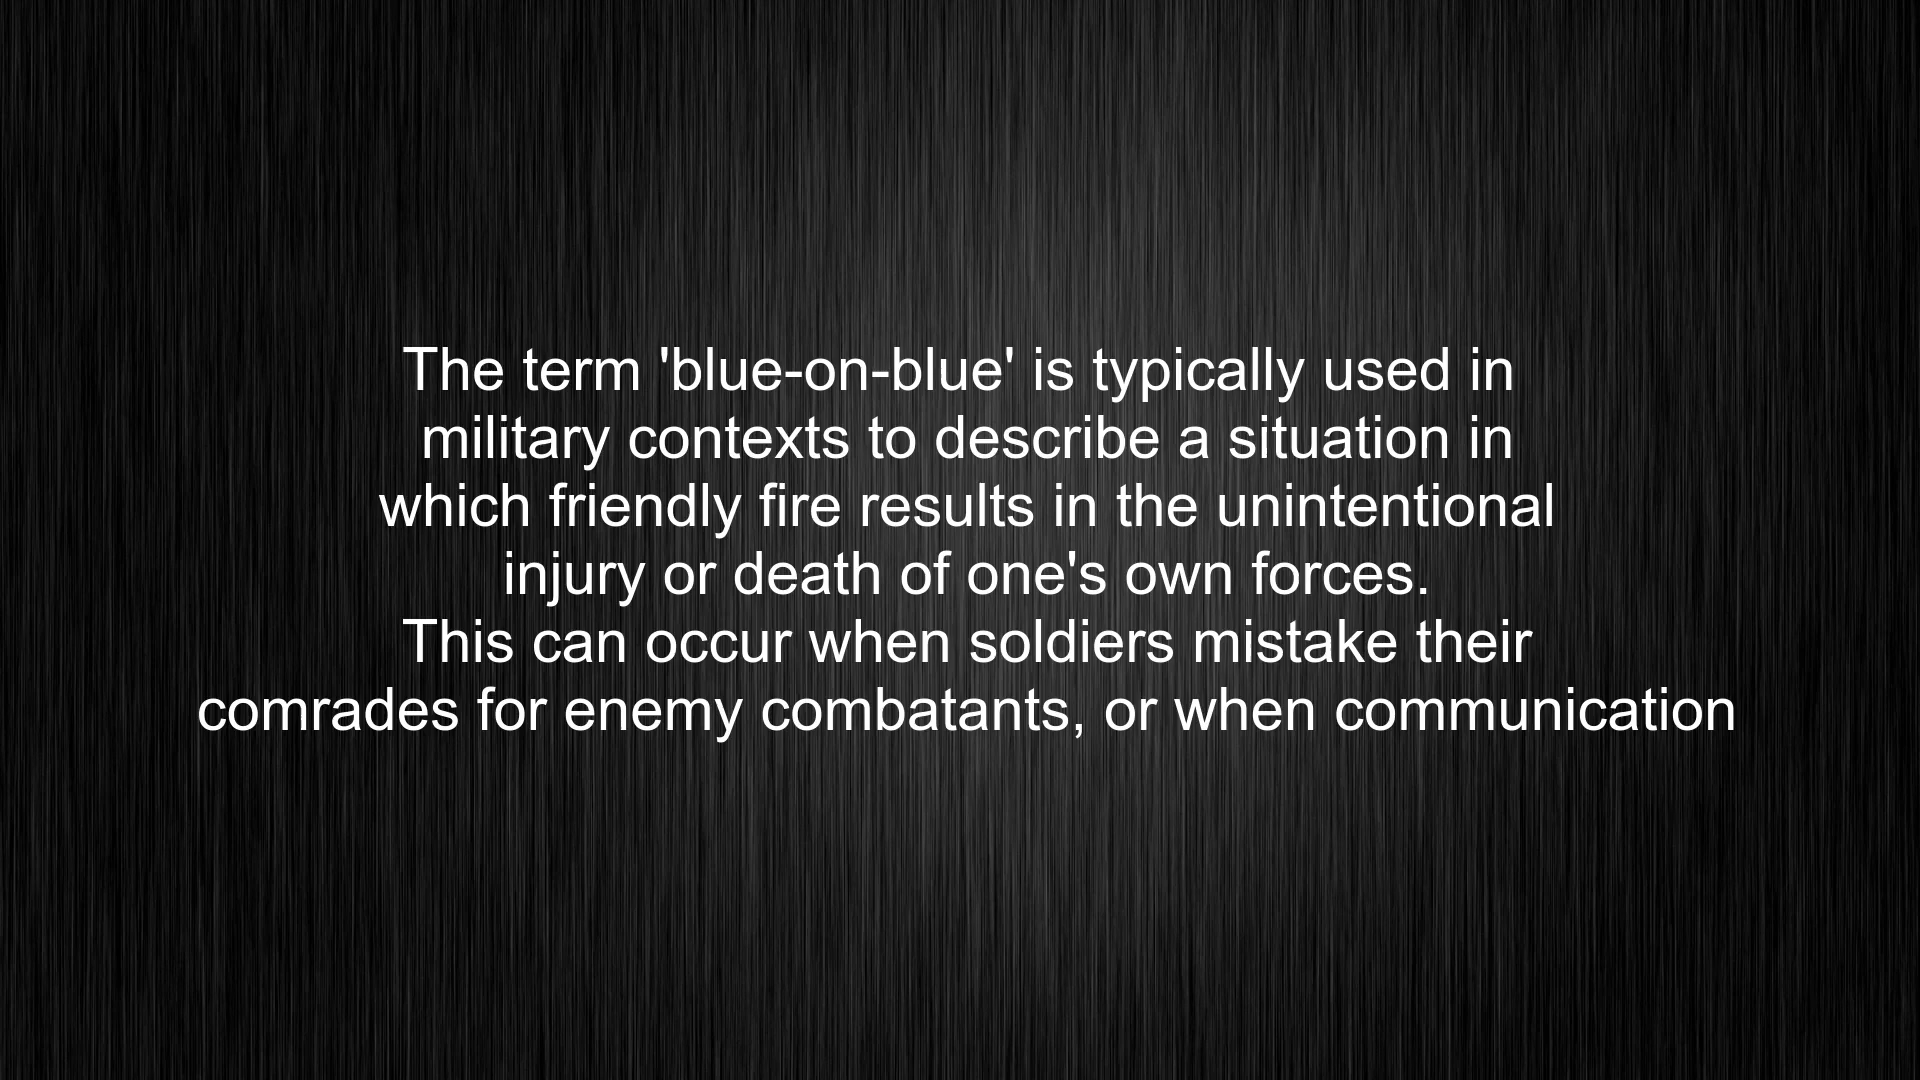 The term 'blue-on-blue' is typically used in
military contexts to describe a situation in
which friendly fire results in the unintentional
injury or death of one's own forces.
This can occur when soldiers mistake their
comrades for enemy combatants, or when communication